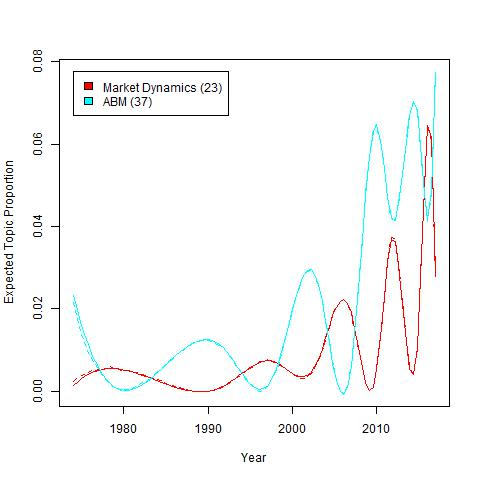 Expected Topic Proportion
0.08
0.06
0.04
0.02
0.00
Market Dynamics (23)
ABM (37)
1980 1990 2000 2010
Year